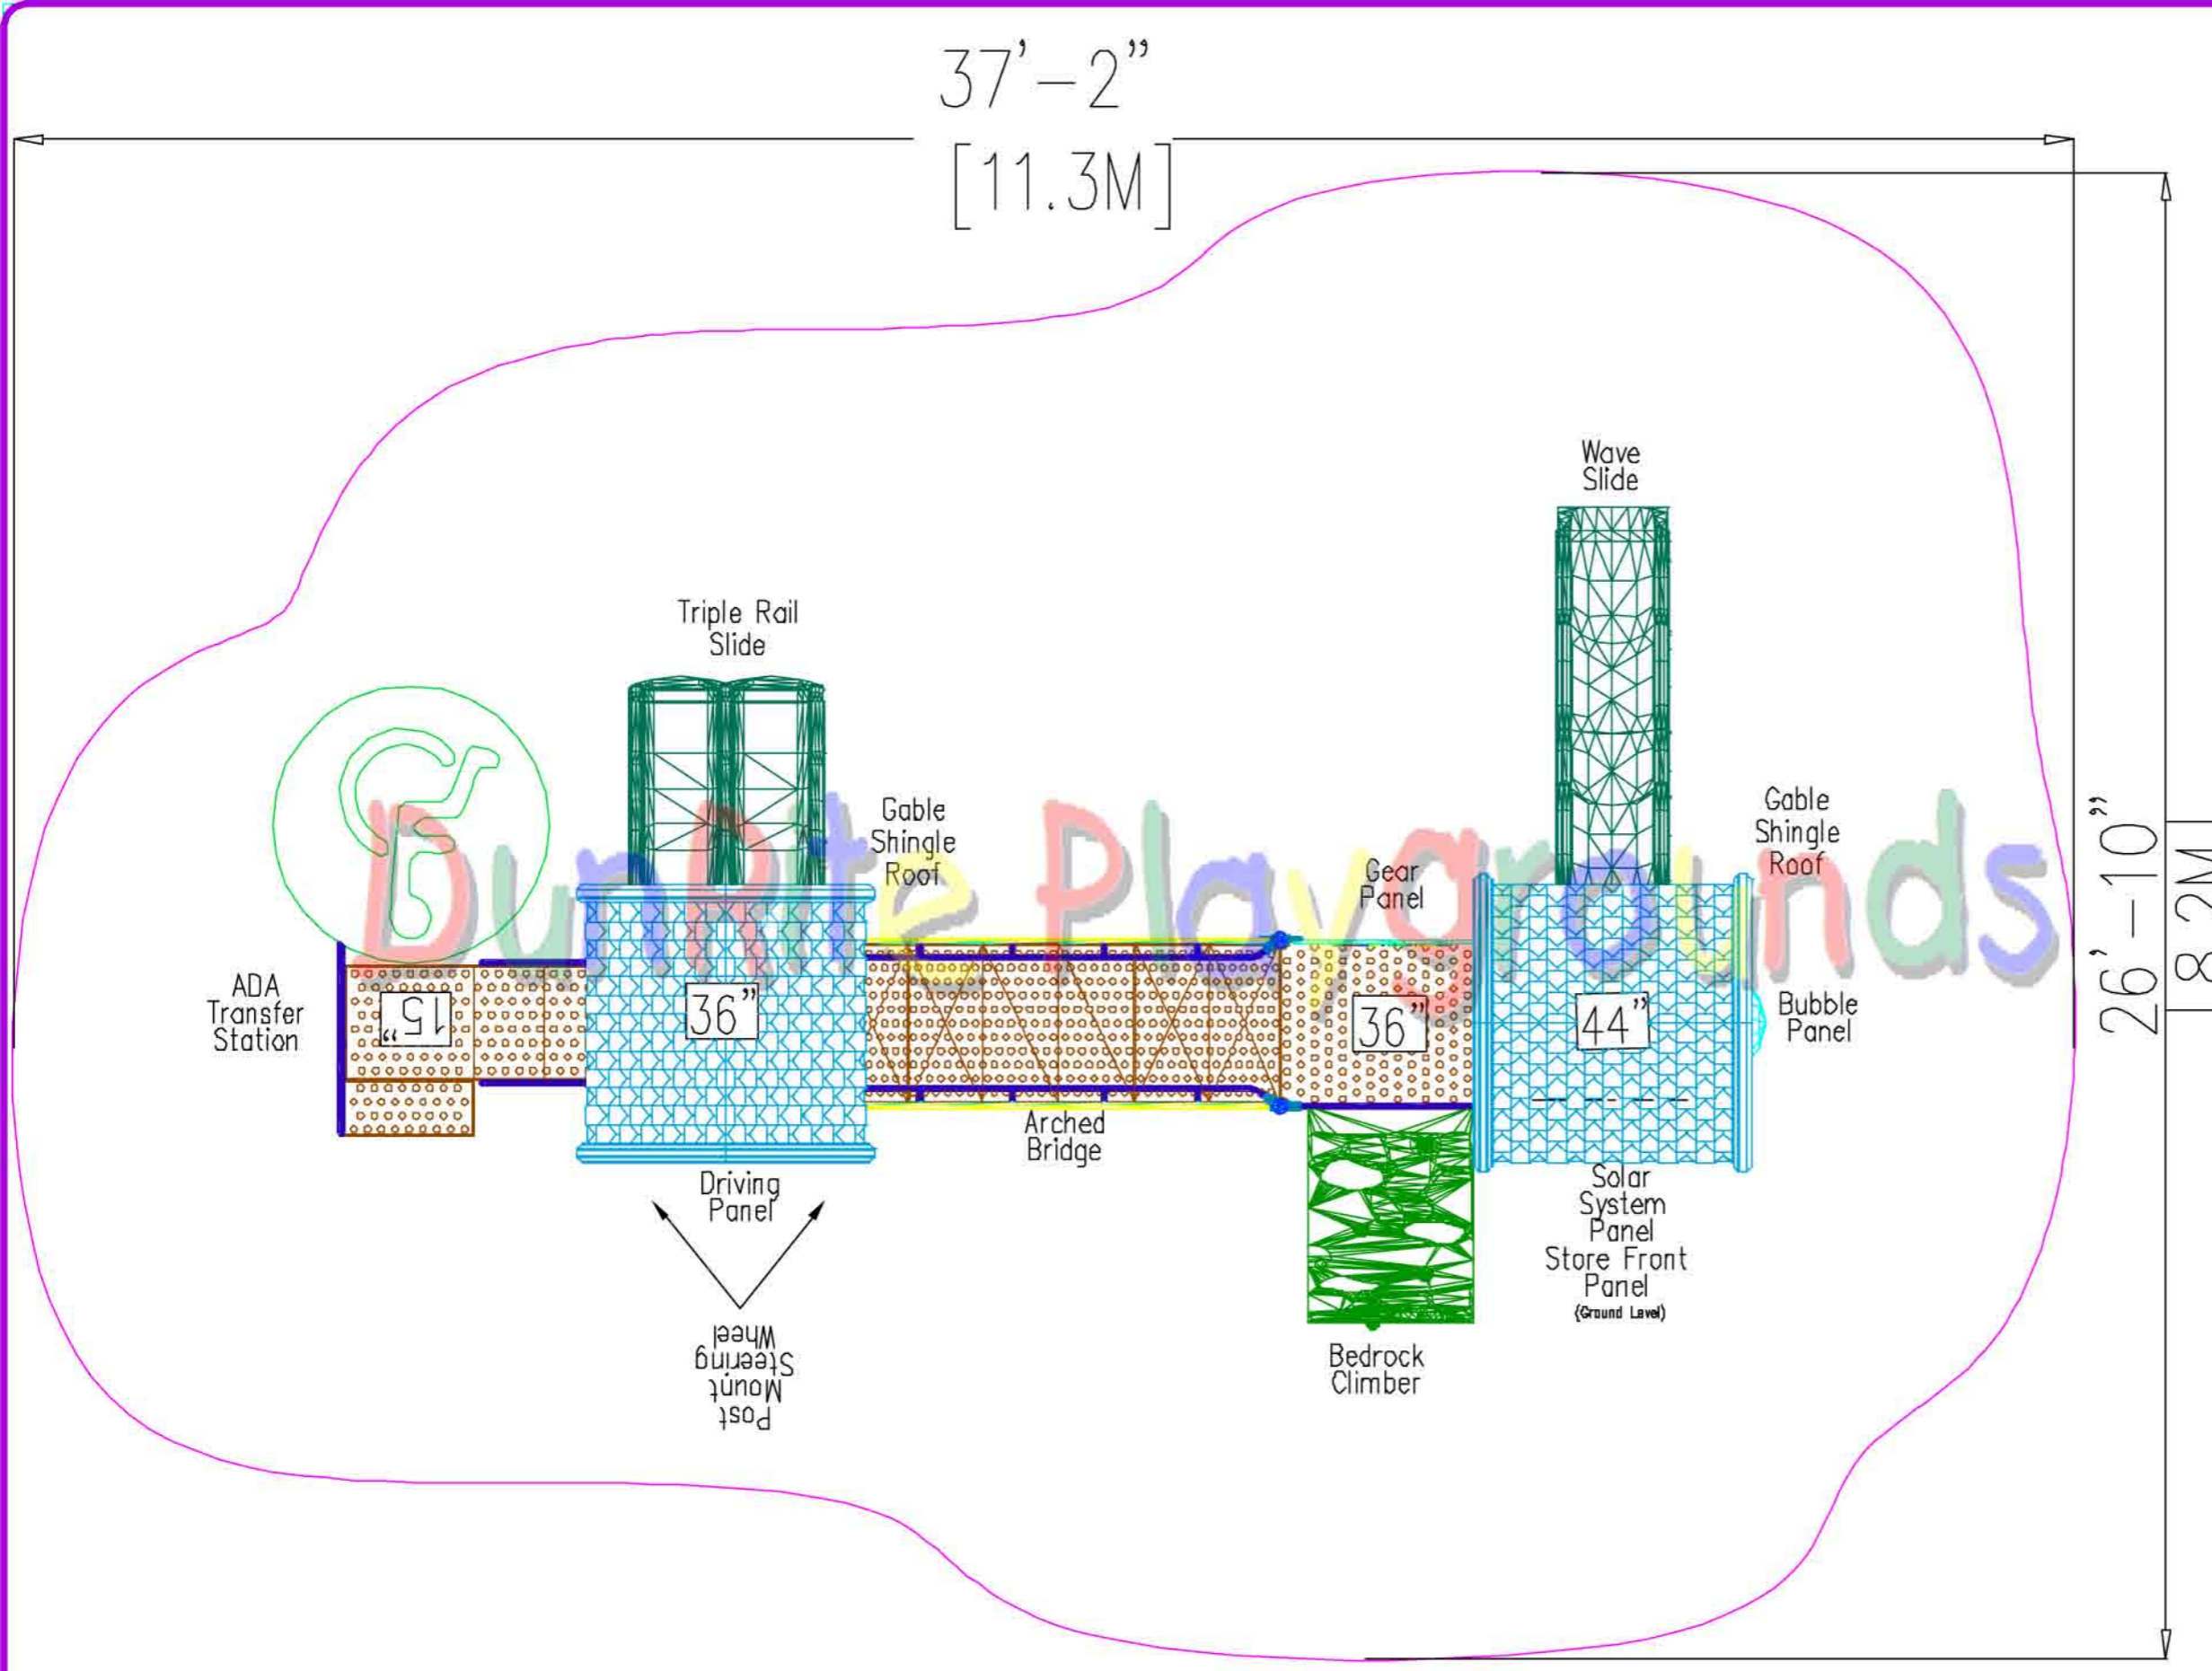 37'-2"
[11.3M]
Wave
Slide
Triple Rail
Slide
Gable
Shingle
Roof
Gable
Shingle
Roof
Gear
Panel
DunRite Playgrounds
26'-10"
8.2M
ADA
Transfer
Station
15"
36"
36"
44"
Bubble
Panel
Arched
Bridge
Driving
Panel
Solar
System
Panel
Store Front
Panel
(Ground Level)
Post
Mount
Steering
Wheel
Bedrock
Climber